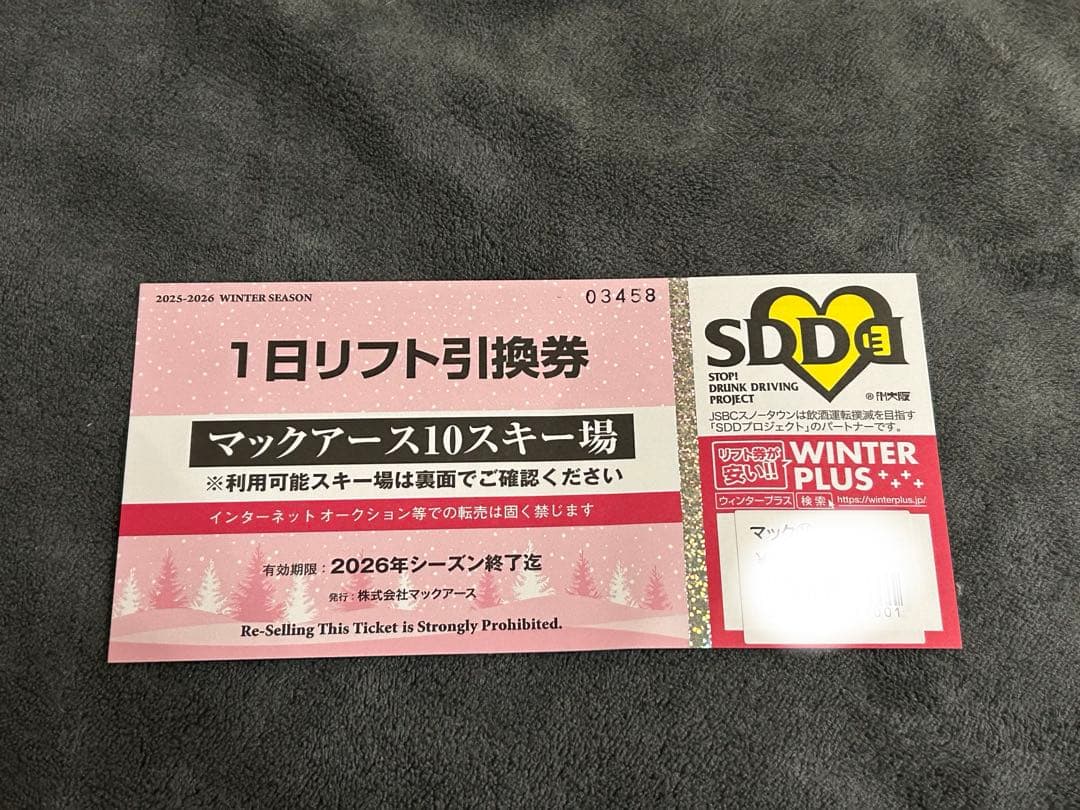 2025-2026 WINTER SEASON
03458
1日リフト引換券
マックアース10スキー場
※利用可能スキー場は裏面でご確認ください
インターネット オークション等での転売は固く禁じます
有効期限：2026年シーズン終了迄
発行：株式会社マックアース
Re-Selling This Ticket is Strongly Prohibited.
SDD
STOP!
DRUNK DRIVING
PROJECT
JSBCスノータウンは飲酒運転撲滅を目指す
「SDDプロジェクト」のパートナーです。
リフト券が
安い!!
WINTER
PLUS
ウィンタープラス 検索 https://winterplus.jp/
マック
001